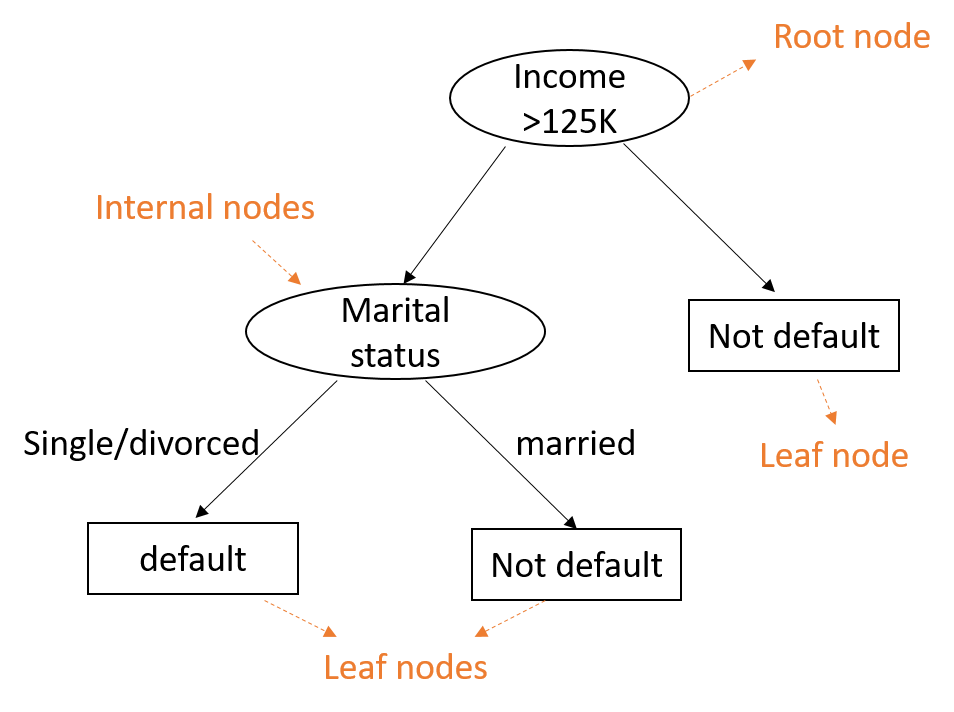 Root node
Income
>125K
Internal nodes
Marital
status
Not default
Single/divorced
married
Leaf node
default
Not default
Leaf nodes